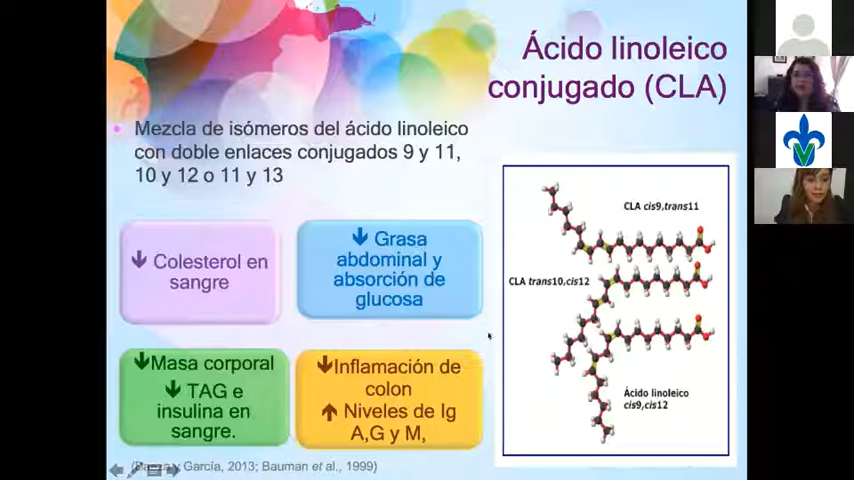 Ácido linoleico
conjugado (CLA)
Mezcla de isómeros del ácido linoleico
con doble enlaces conjugados 9 y 11,
10 y 12 o 11 y 13
Colesterol en
sangre
Grasa
abdominal y
absorción de
glucosa
Masa corporal
TAG e
insulina en
sangre.
Inflamación de
colon
Niveles de Ig
A,G y M,
CLA cis9,trans11
CLA trans10,cis12
Ácido linoleico
cis9,cis12
y García, 2013; Bauman et al., 1999)